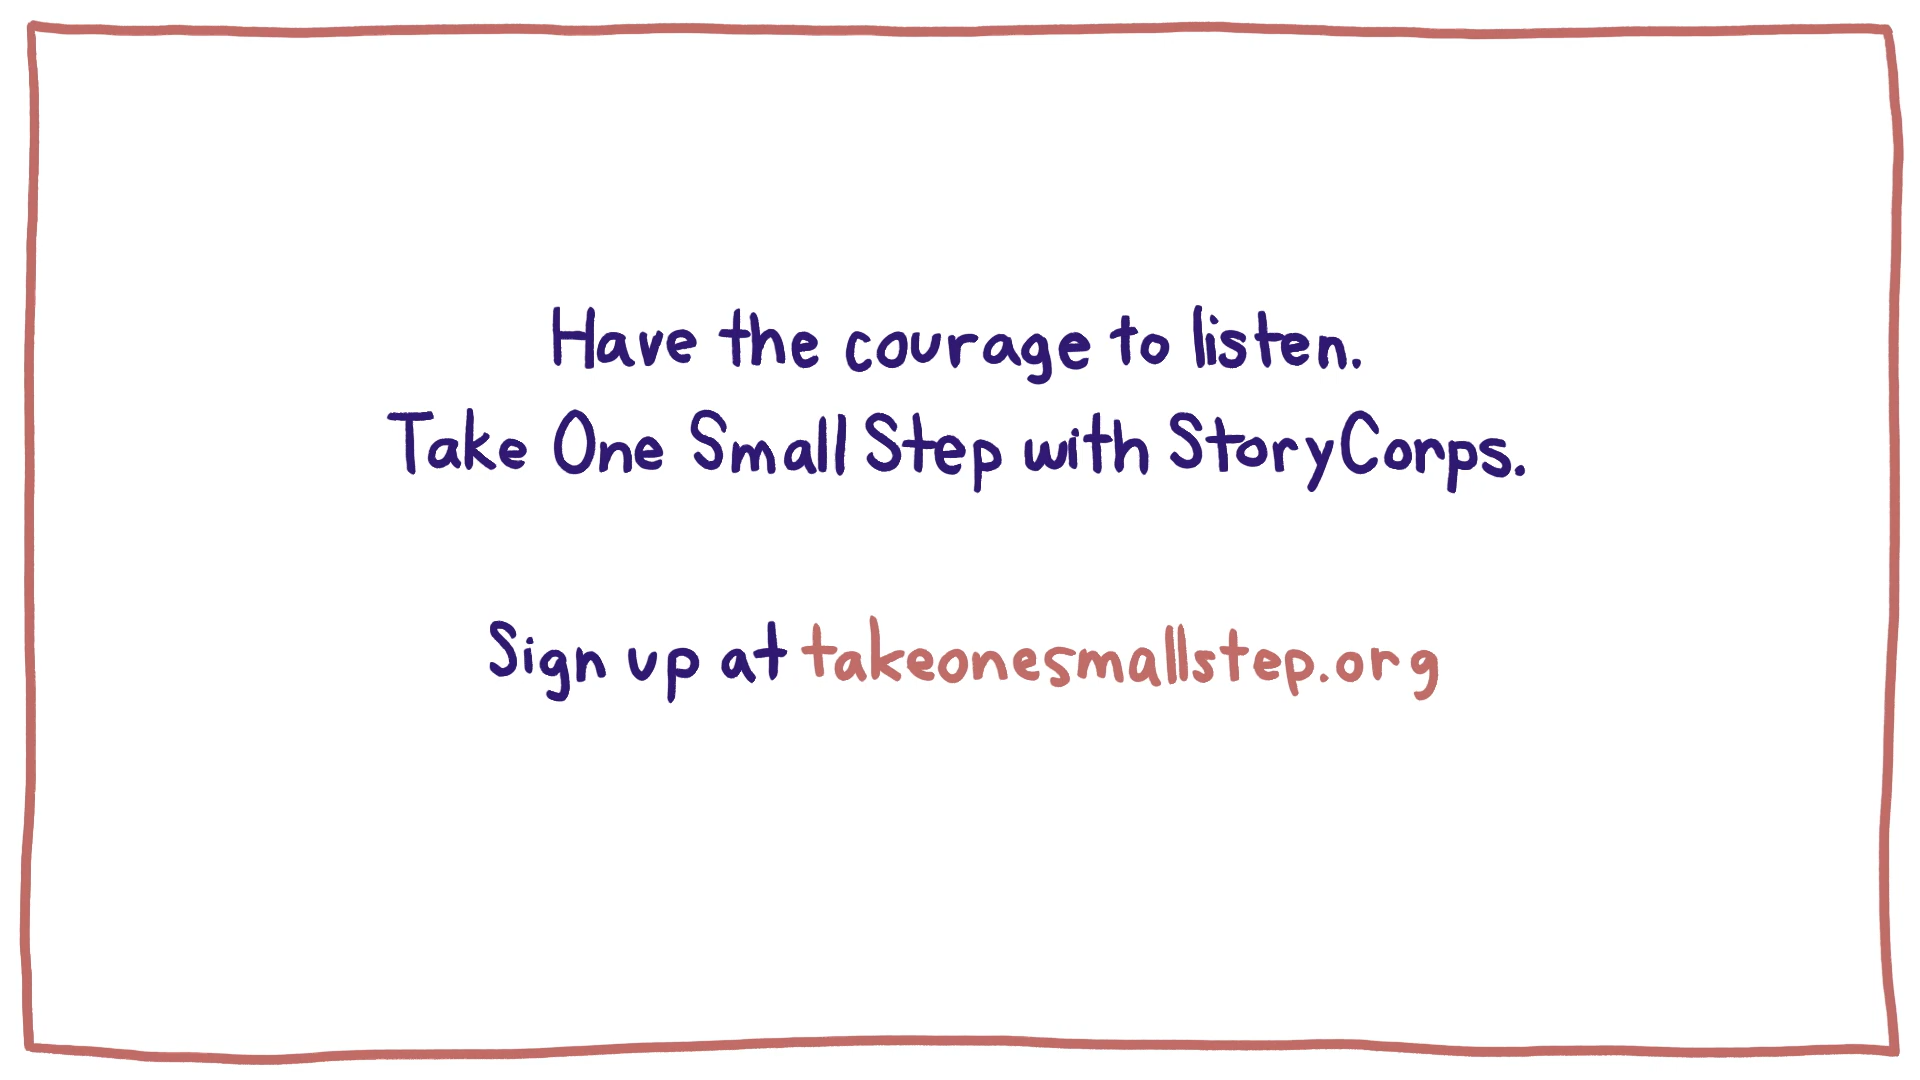 Have the courage to listen.
Take One Small Step with StoryCorps.
Sign up at takeonesmallstep.org